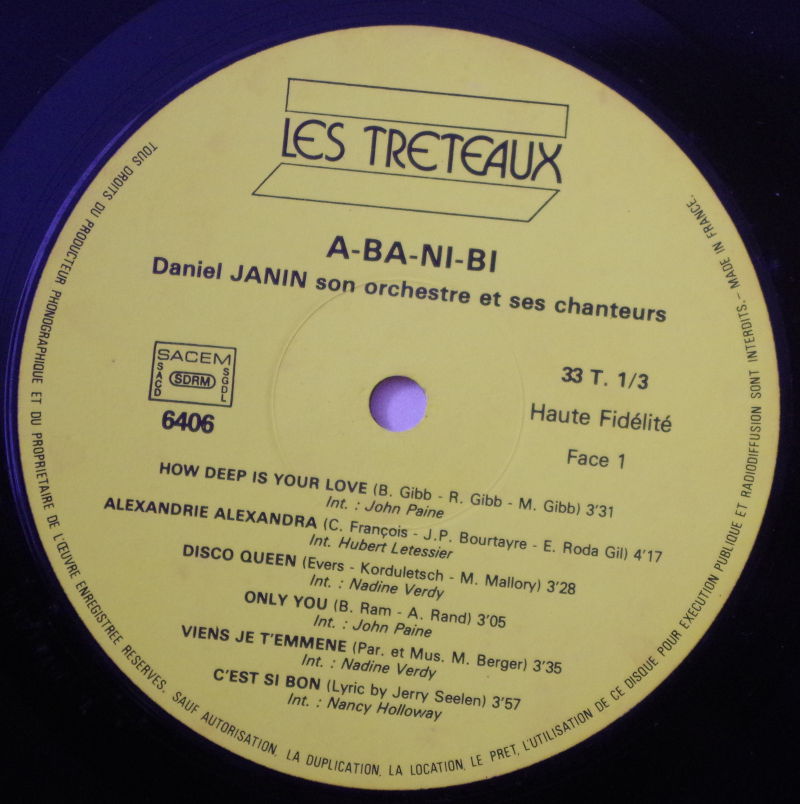 LES TRETEAUX
A-BA-NI-BI
Daniel JANIN son orchestre et ses chanteurs
SACEM
SACD
SDRM
SGDL
6406
33 T. 1/3
Haute Fidélité
Face 1
HOW DEEP IS YOUR LOVE (B. Gibb - R. Gibb - M. Gibb) 3'31
Int. : John Paine
ALEXANDRIE ALEXANDRA (C. François - J.P. Bourtayre - E. Roda Gil) 4'17
Int. Hubert Letessier
DISCO QUEEN (Evers - Korduletsch - M. Mallory) 3'28
Int. : Nadine Verdy
ONLY YOU (B. Ram - A. Rand) 3'05
Int. : John Paine
VIENS JE T'EMMENE (Par. et Mus. M. Berger) 3'35
Int. : Nadine Verdy
C'EST SI BON (Lyric by Jerry Seelen) 3'57
Int. : Nancy Holloway
TOUS DROITS DU PRODUCTEUR PHONOGRAPHIQUE ET DU PROPRIETAIRE DE L'ŒUVRE ENREGISTREE RESERVES. SAUF AUTORISATION, LA DUPLICATION, LA LOCATION, LE PRET, L'UTILISATION DE CE DISQUE POUR EXECUTION PUBLIQUE ET RADIODIFFUSION SONT INTERDITS. - MADE IN FRANCE.